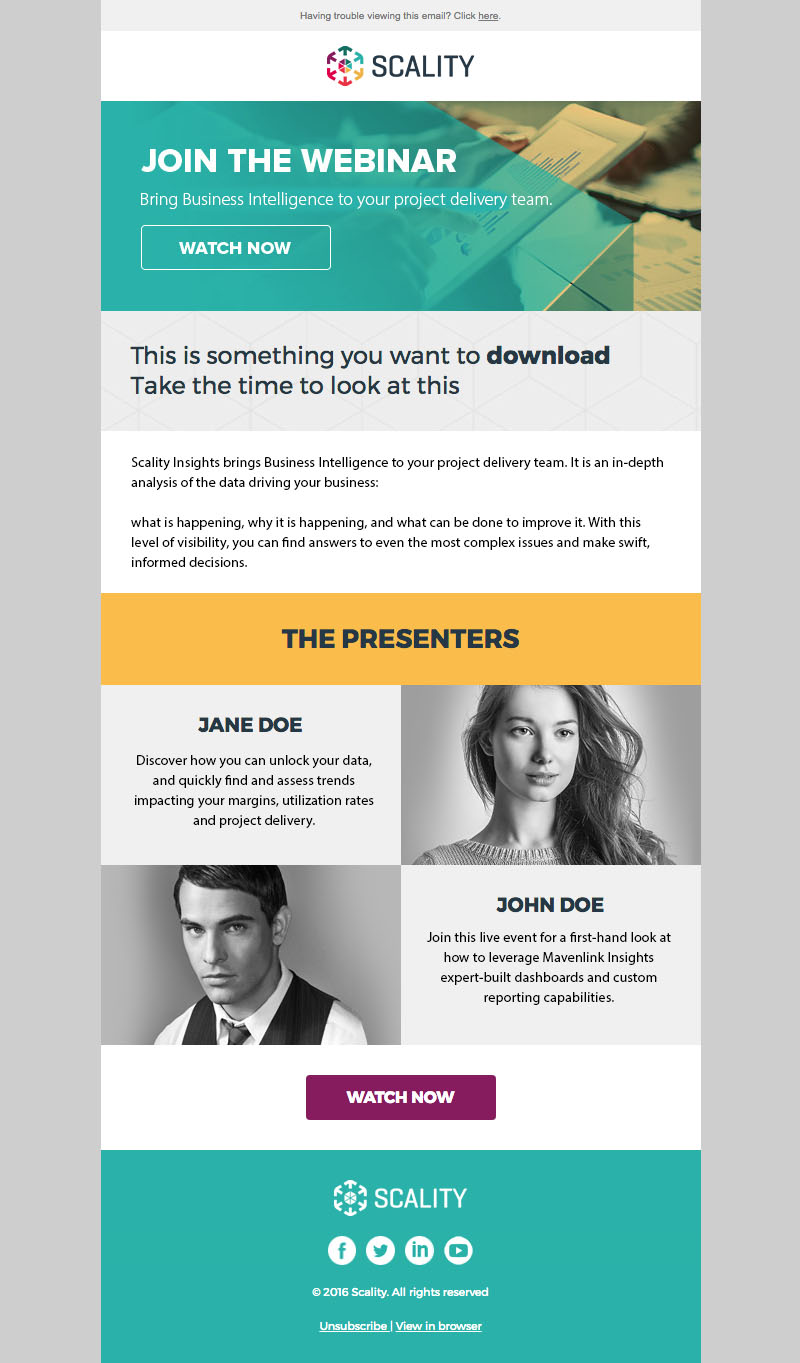 Having trouble viewing this email? Click here.
SCALITY
JOIN THE WEBINAR
Bring Business Intelligence to your project delivery team.
WATCH NOW
This is something you want to download
Take the time to look at this
Scality Insights brings Business Intelligence to your project delivery team. It is an in-depth
analysis of the data driving your business:
what is happening, why it is happening, and what can be done to improve it. With this
level of visibility, you can find answers to even the most complex issues and make swift,
informed decisions.
THE PRESENTERS
JANE DOE
Discover how you can unlock your data,
and quickly find and assess trends
impacting your margins, utilization rates
and project delivery.
JOHN DOE
Join this live event for a first-hand look at
how to leverage Mavenlink Insights
expert-built dashboards and custom
reporting capabilities.
WATCH NOW
SCALITY
© 2016 Scality. All rights reserved
Unsubscribe | View in browser